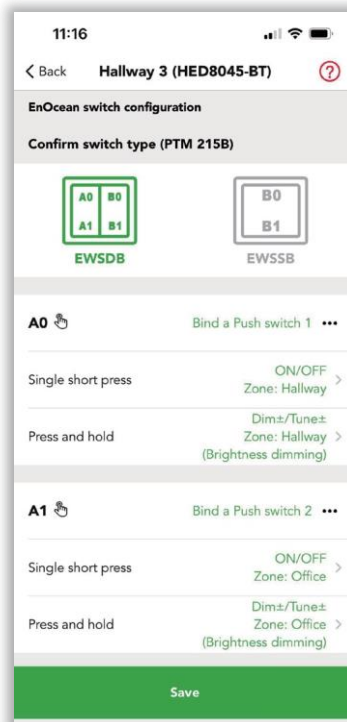 11:16
Back Hallway 3 (HED8045-BT) ?
EnOcean switch configuration
Confirm switch type (PTM 215B)
A0 B0 B0
A1 B1 B1
EWSDB EWSSB
A0 Bind a Push switch 1 •••
Single short press ON/OFF
Zone: Hallway
Press and hold Dim±/Tune±
Zone: Hallway
(Brightness dimming)
A1 Bind a Push switch 2 •••
Single short press ON/OFF
Zone: Office
Press and hold Dim±/Tune±
Zone: Office
(Brightness dimming)
Save